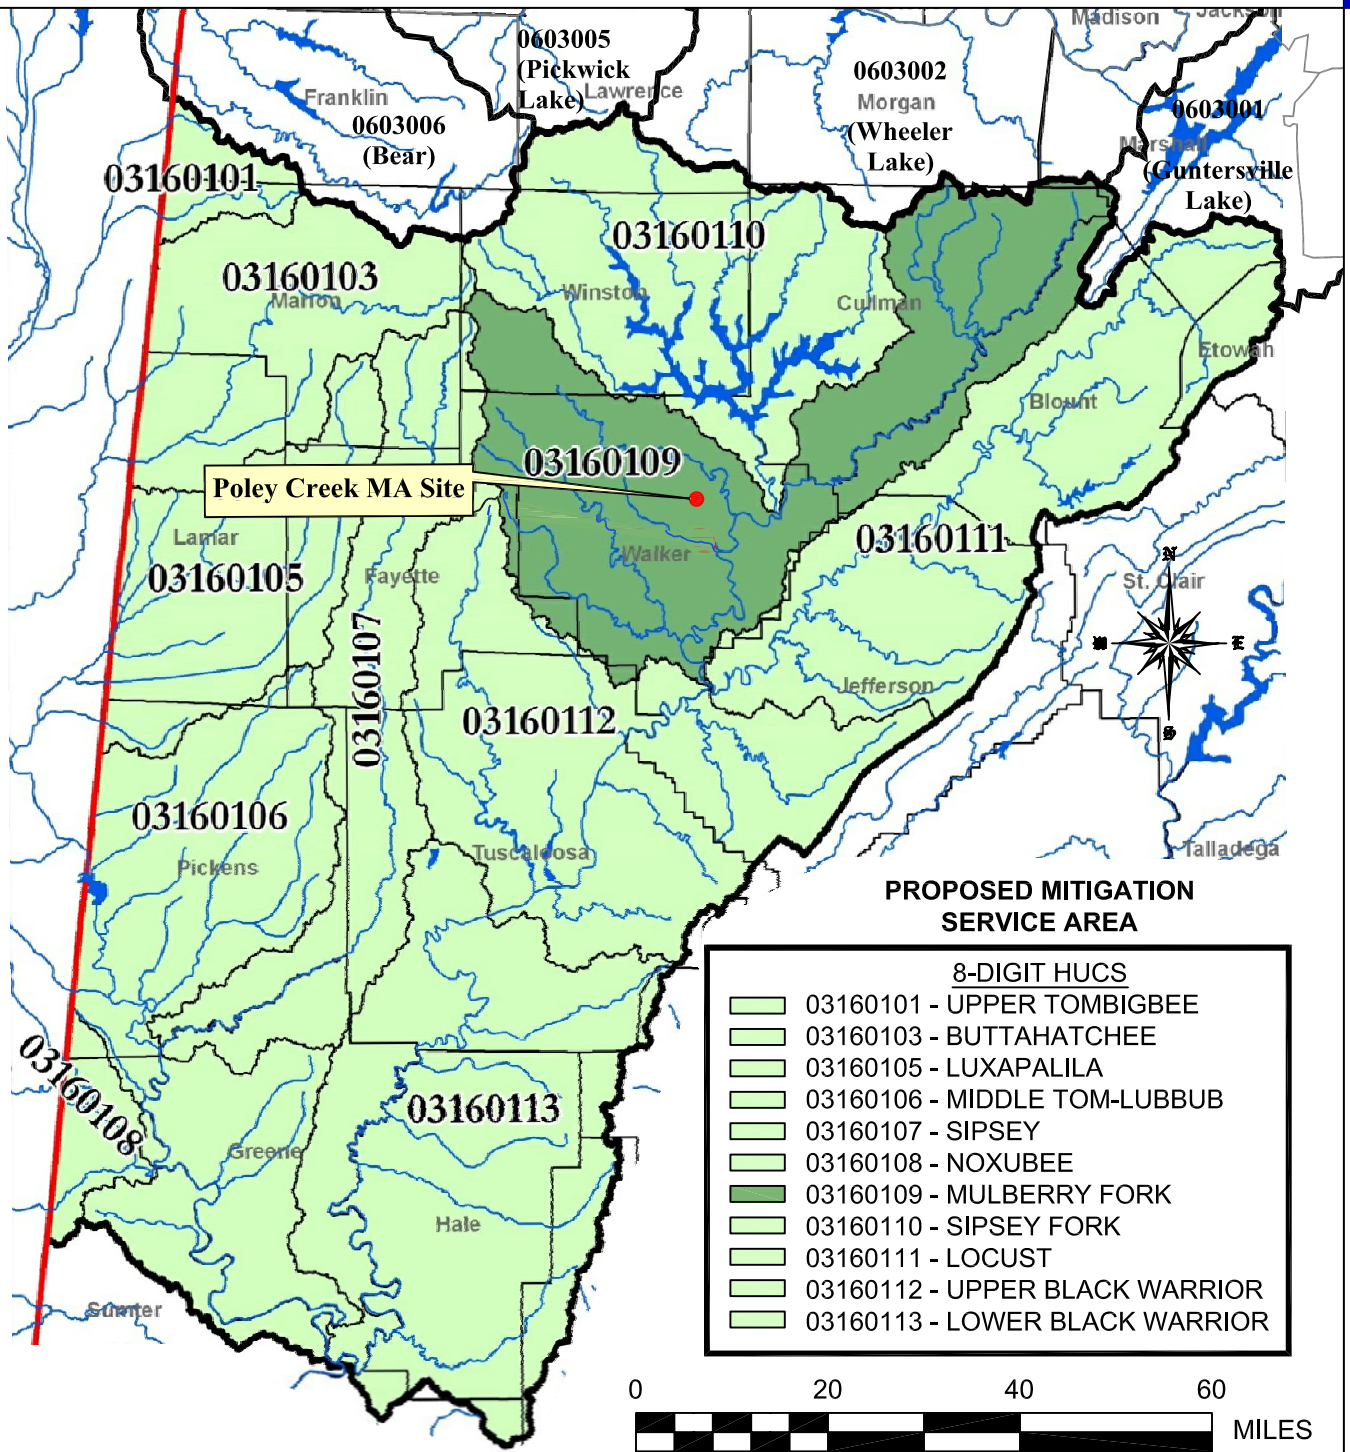 Madison
Jackson
0603005
(Pickwick
Lake)
Lawrence
Franklin
0603006
(Bear)
0603002
Morgan
(Wheeler
Lake)
0603001
Marshall
(Guntersville
Lake)
03160101
03160110
03160103
Marion
Winston
Cullman
Etowah
Blount
03160109
Poley Creek MA Site
Lamar
03160105
Fayette
Walker
03160111
N
St. Clair
W
E
S
03160107
Jefferson
03160112
03160106
Pickens
Tuscaloosa
Talladega
03160108
03160113
Greene
Hale
Sumter
PROPOSED MITIGATION
SERVICE AREA
8-DIGIT HUCS
03160101 - UPPER TOMBIGBEE
03160103 - BUTTAHATCHEE
03160105 - LUXAPALILA
03160106 - MIDDLE TOM-LUBBUB
03160107 - SIPSEY
03160108 - NOXUBEE
03160109 - MULBERRY FORK
03160110 - SIPSEY FORK
03160111 - LOCUST
03160112 - UPPER BLACK WARRIOR
03160113 - LOWER BLACK WARRIOR
0 20 40 60
MILES